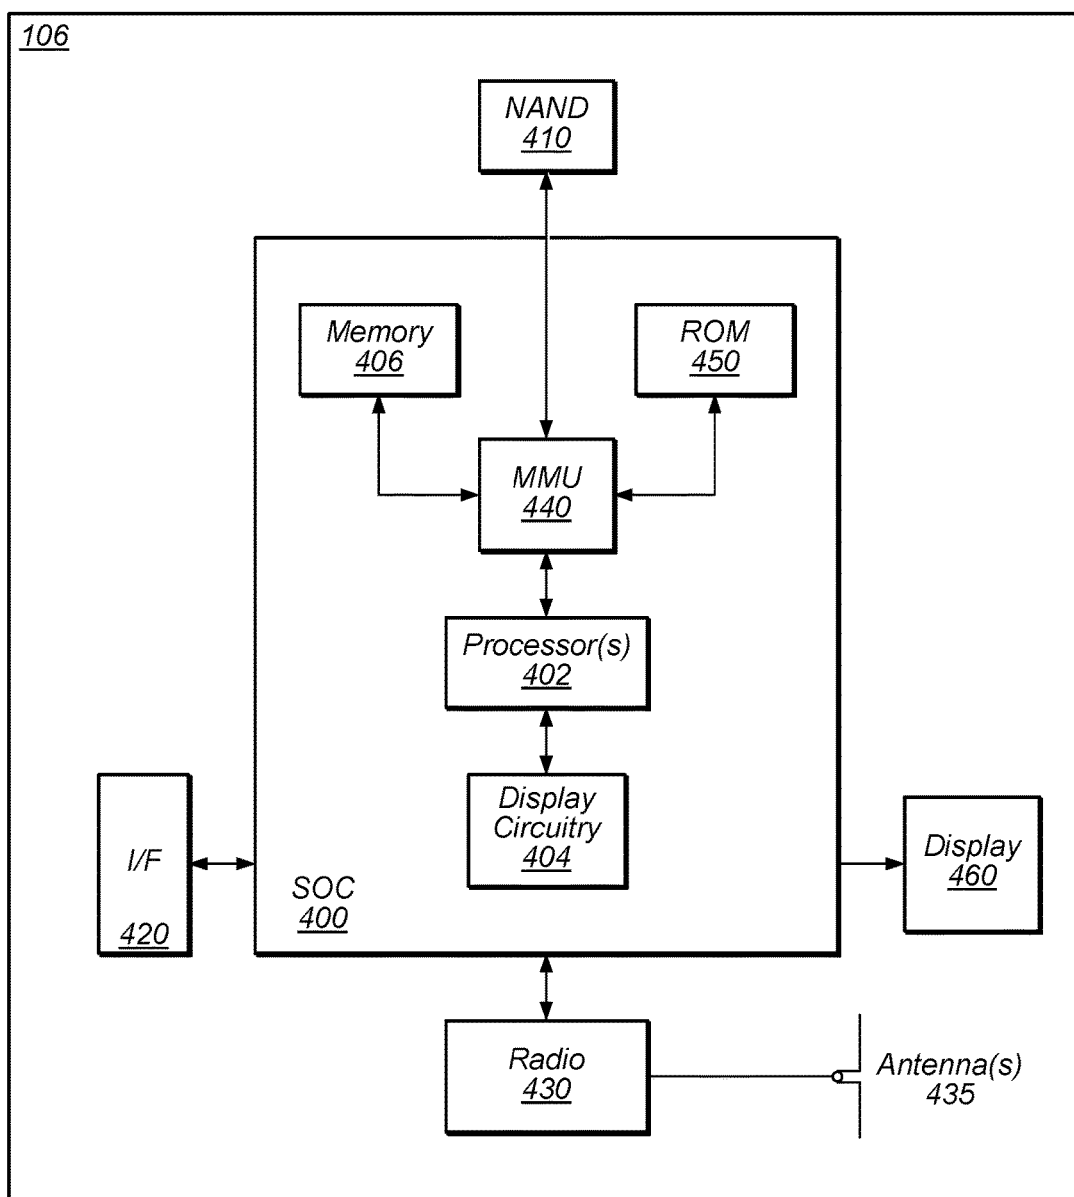 106
NAND
410
Memory
406
ROM
450
MMU
440
Processor(s)
402
Display
Circuitry
404
I/F
420
SOC
400
Display
460
Radio
430
Antenna(s)
435